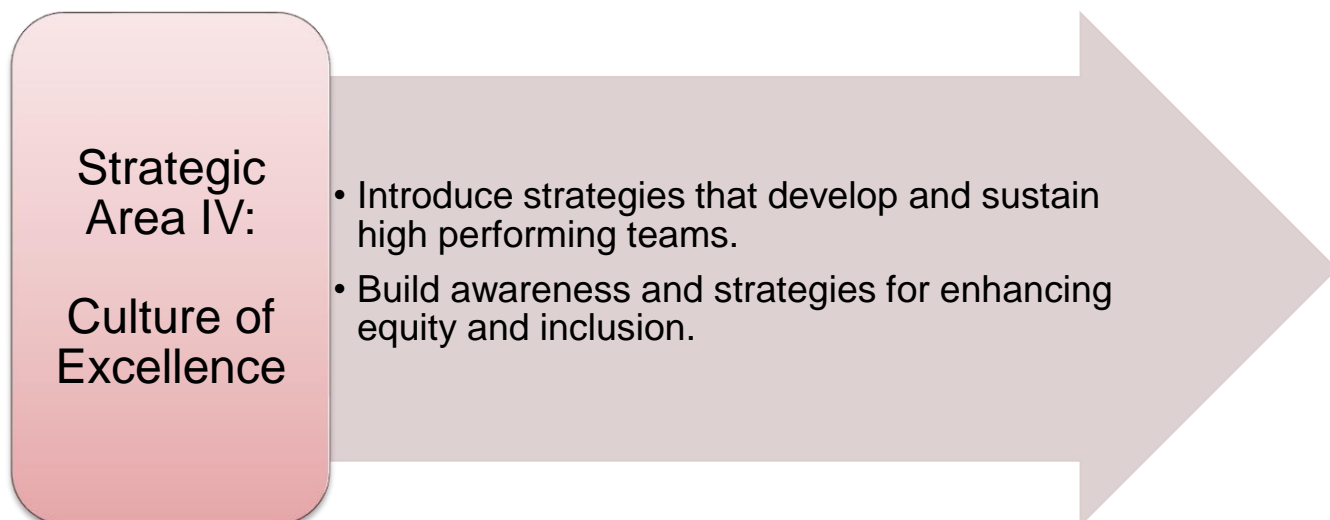 Strategic
Area IV:
Culture of
Excellence
• Introduce strategies that develop and sustain
high performing teams.
• Build awareness and strategies for enhancing
equity and inclusion.